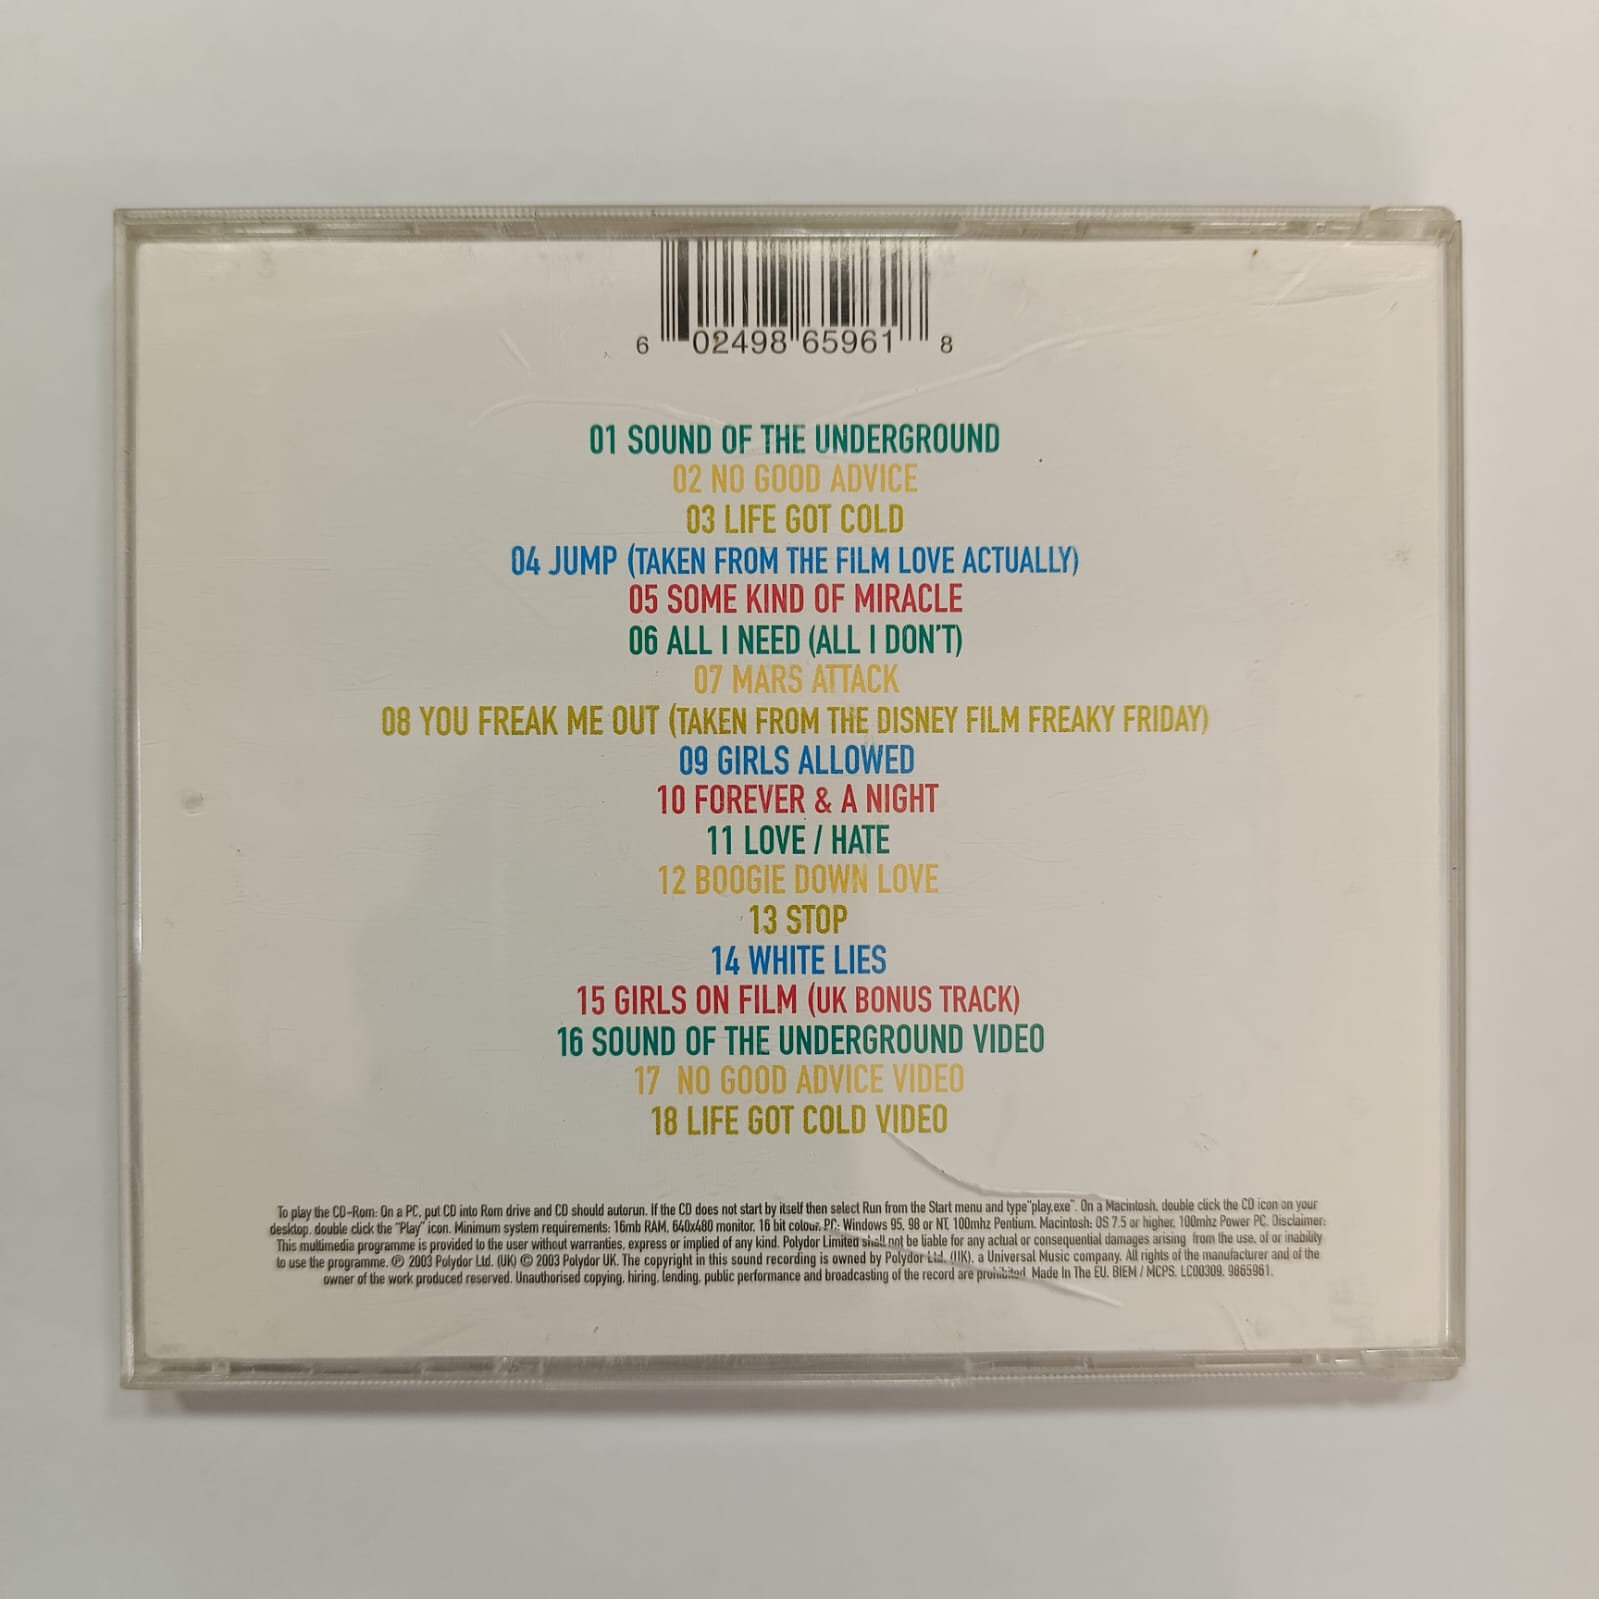 6 02498 65961 8
01 SOUND OF THE UNDERGROUND
02 NO GOOD ADVICE
03 LIFE GOT COLD
04 JUMP (TAKEN FROM THE FILM LOVE ACTUALLY)
05 SOME KIND OF MIRACLE
06 ALL I NEED (ALL I DON'T)
07 MARS ATTACK
08 YOU FREAK ME OUT (TAKEN FROM THE DISNEY FILM FREAKY FRIDAY)
09 GIRLS ALLOWED
10 FOREVER & A NIGHT
11 LOVE / HATE
12 BOOGIE DOWN LOVE
13 STOP
14 WHITE LIES
15 GIRLS ON FILM (UK BONUS TRACK)
16 SOUND OF THE UNDERGROUND VIDEO
17 NO GOOD ADVICE VIDEO
18 LIFE GOT COLD VIDEO
To play the CD-Rom: On a PC, put CD into Rom drive and CD should autorun. If the CD does not start by itself then select Run from the Start menu and type"play.exe". On a Macintosh, double click the CD icon on your
desktop, double click the "Play" icon. Minimum system requirements: 16mb RAM, 640x480 monitor, 16 bit colour. PC: Windows 95, 98 or NT, 100mhz Pentium. Macintosh: OS 7.5 or higher, 100mhz Power PC. Disclaimer:
This multimedia programme is provided to the user without warranties, express or implied of any kind. Polydor Limited shall not be liable for any actual or consequential damages arising from the use, of or inability
to use the programme. ℗ 2003 Polydor Ltd. (UK) © 2003 Polydor UK. The copyright in this sound recording is owned by Polydor Ltd. (UK), a Universal Music company. All rights of the manufacturer and of the
owner of the work produced reserved. Unauthorised copying, hiring, lending, public performance and broadcasting of the record are prohibited. Made In The EU. BIEM / MCPS. LC00309. 9865961.